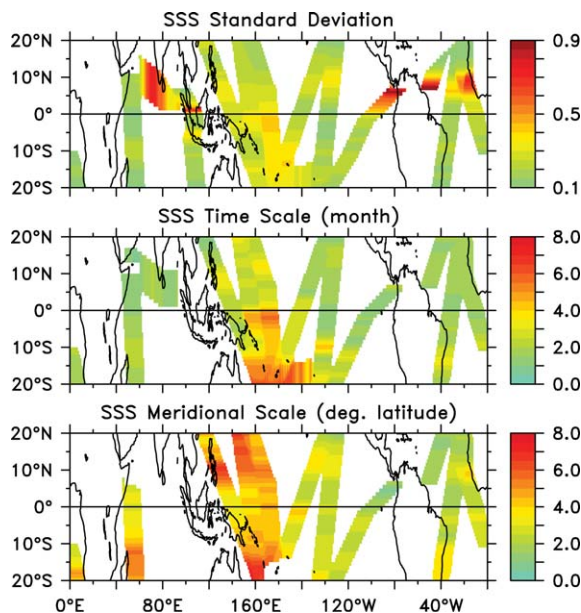 SSS Standard Deviation
20°N
10°N
0°
10°S
20°S
0.9
0.5
0.1
SSS Time Scale (month)
20°N
10°N
0°
10°S
20°S
8.0
6.0
4.0
2.0
0.0
SSS Meridional Scale (deg. latitude)
20°N
10°N
0°
10°S
20°S
8.0
6.0
4.0
2.0
0.0
0°E 80°E 160°E 120°W 40°W